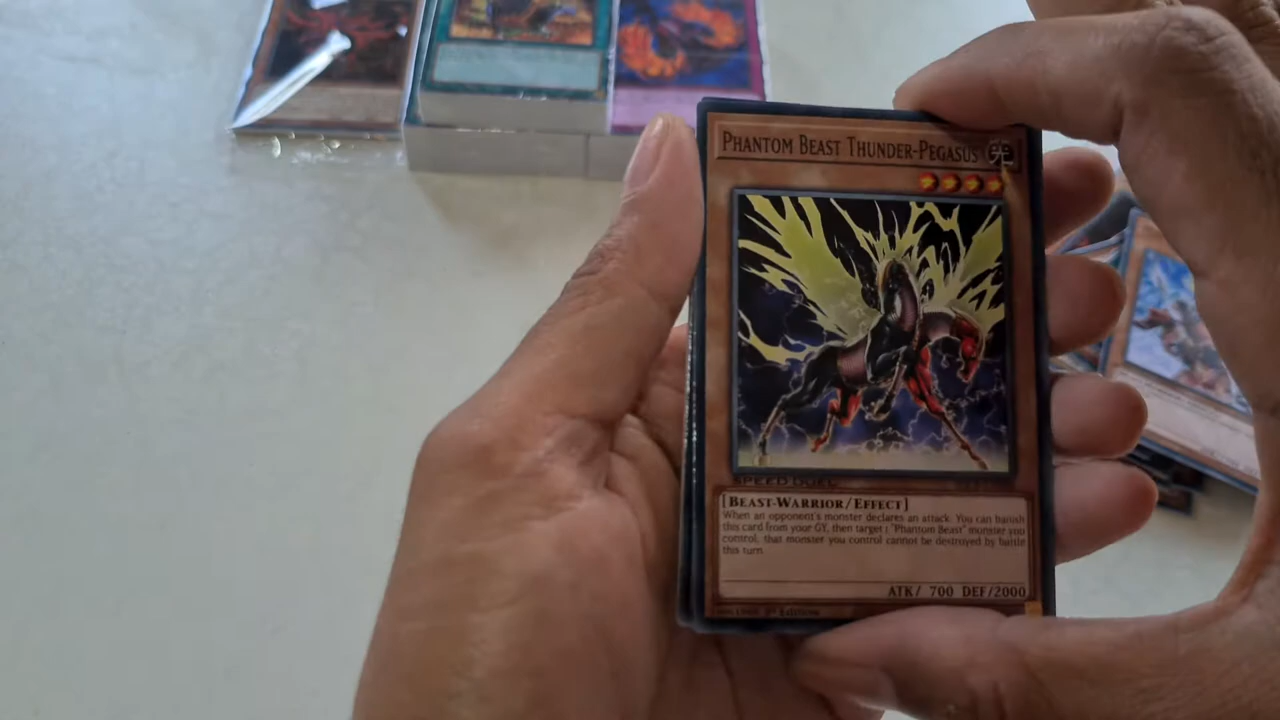 PHANTOM BEAST THUNDER-PEGASUS
SPEED DUEL
[BEAST-WARRIOR/EFFECT]
When an opponent's monster declares an attack: You can banish
this card from your GY, then target 1 "Phantom Beast" monster you
control; that monster you control cannot be destroyed by battle
this turn.
ATK/ 700 DEF/2000
1st Edition